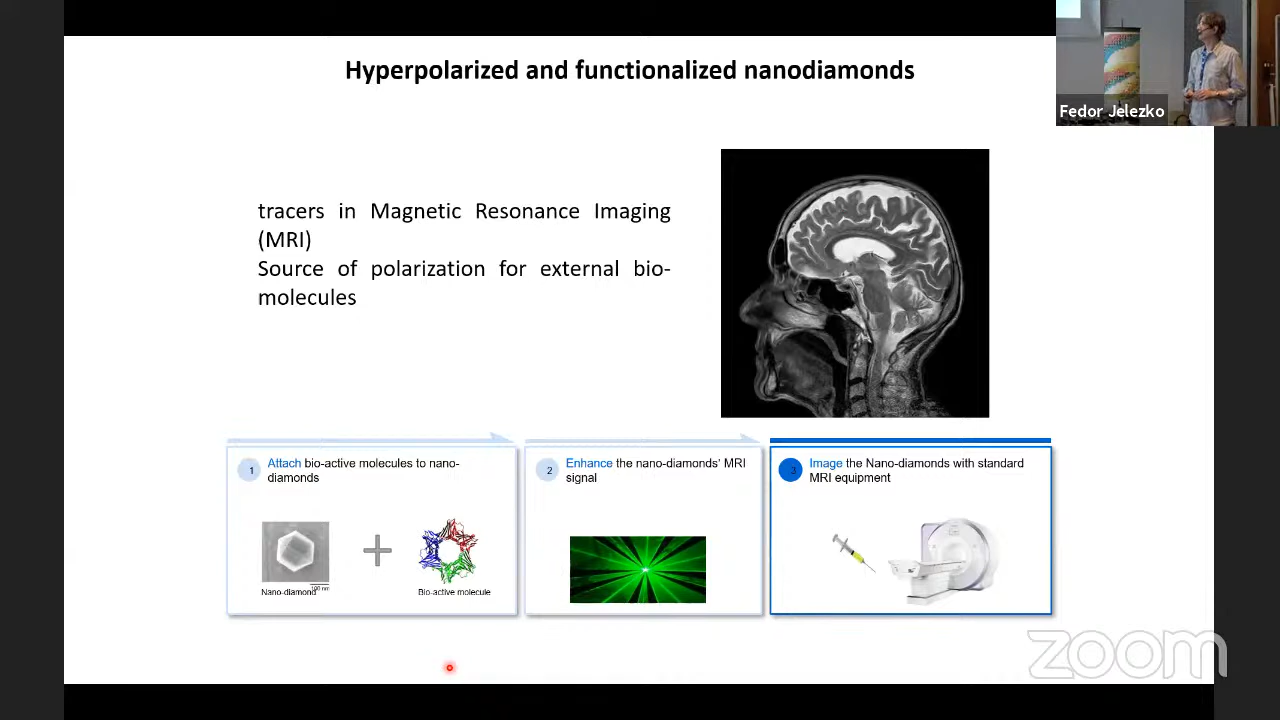 Hyperpolarized and functionalized nanodiamonds
Fedor Jelezko
tracers in Magnetic Resonance Imaging
(MRI)
Source of polarization for external bio-
molecules
1
Attach bio-active molecules to nano-
diamonds
100 nm
Nano-diamond
Bio-active molecule
2
Enhance the nano-diamonds' MRI
signal
3
Image the Nano-diamonds with standard
MRI equipment
zoom